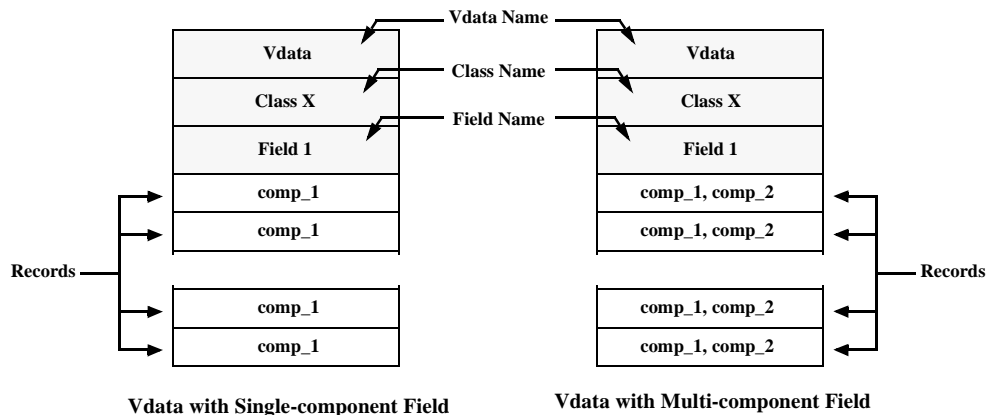 Vdata Name
Vdata
Vdata
Class Name
Class X
Class X
Field Name
Field 1
Field 1
comp_1
comp_1, comp_2
comp_1
comp_1, comp_2
Records
Records
comp_1
comp_1, comp_2
comp_1
comp_1, comp_2
Vdata with Single-component Field
Vdata with Multi-component Field